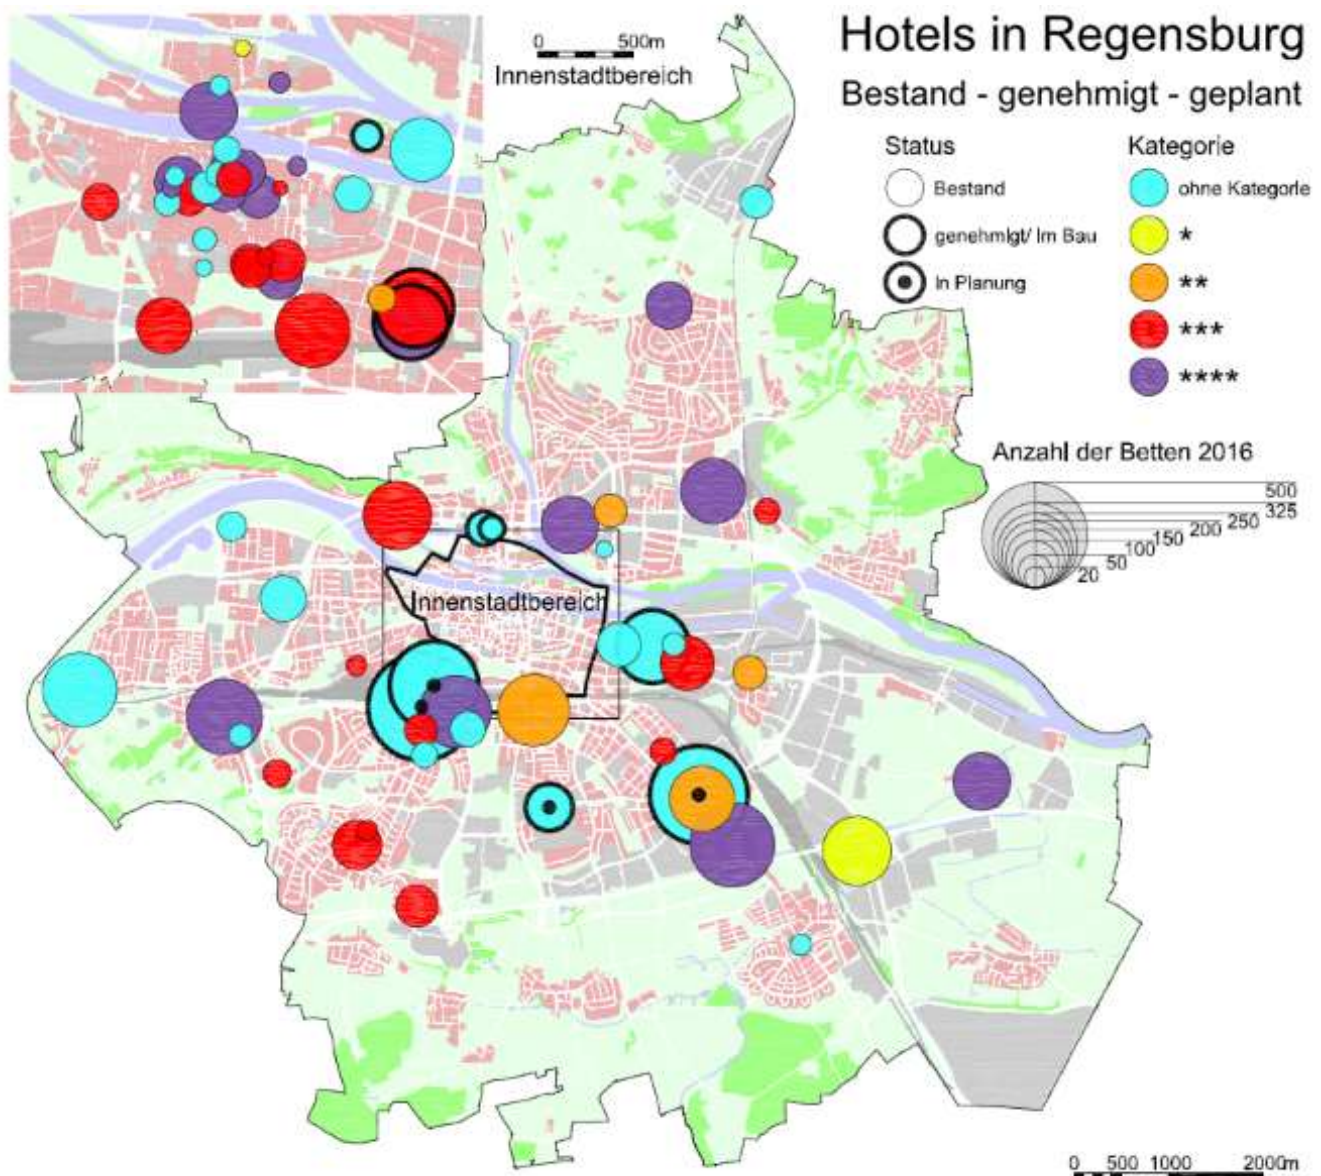 Hotels in Regensburg
Bestand - genehmigt - geplant
0 500m
Innenstadtbereich
Status
Bestand
genehmigt/ Im Bau
In Planung
Kategorie
ohne Kategorie
*
**
***
****
Anzahl der Betten 2016
500
325
250
200
150
100
50
20
Innenstadtbereich
0 500 1000 2000m